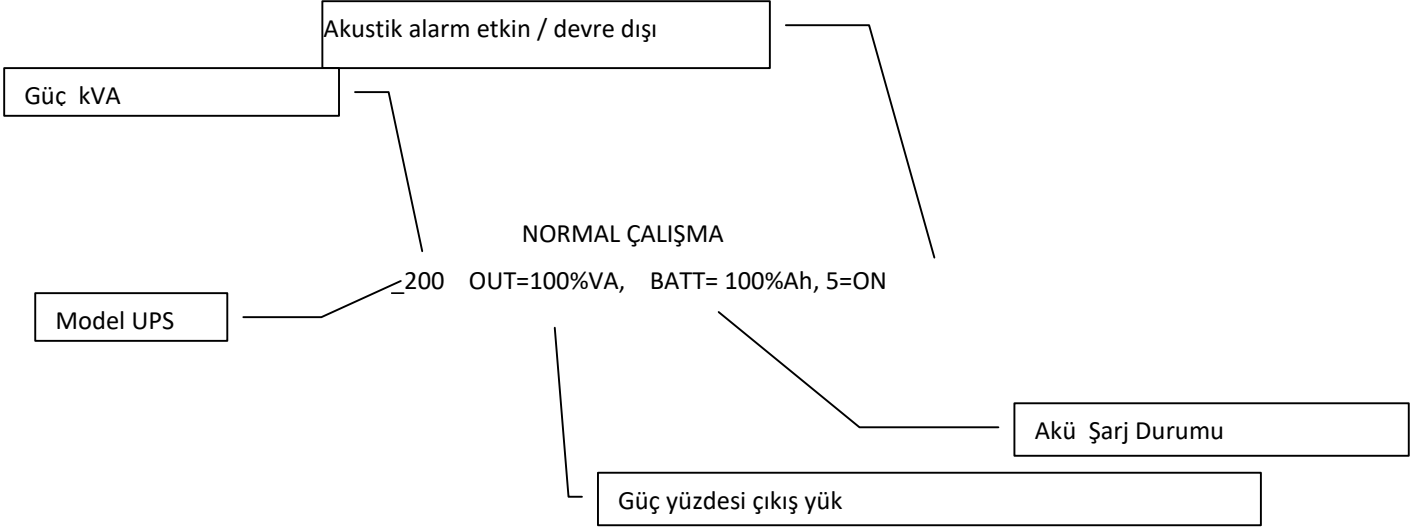 Akustik alarm etkin / devre dışı
Güç kVA
NORMAL ÇALIŞMA
_200 OUT=100%VA, BATT= 100%Ah, 5=ON
Model UPS
Akü Şarj Durumu
Güç yüzdesi çıkış yük